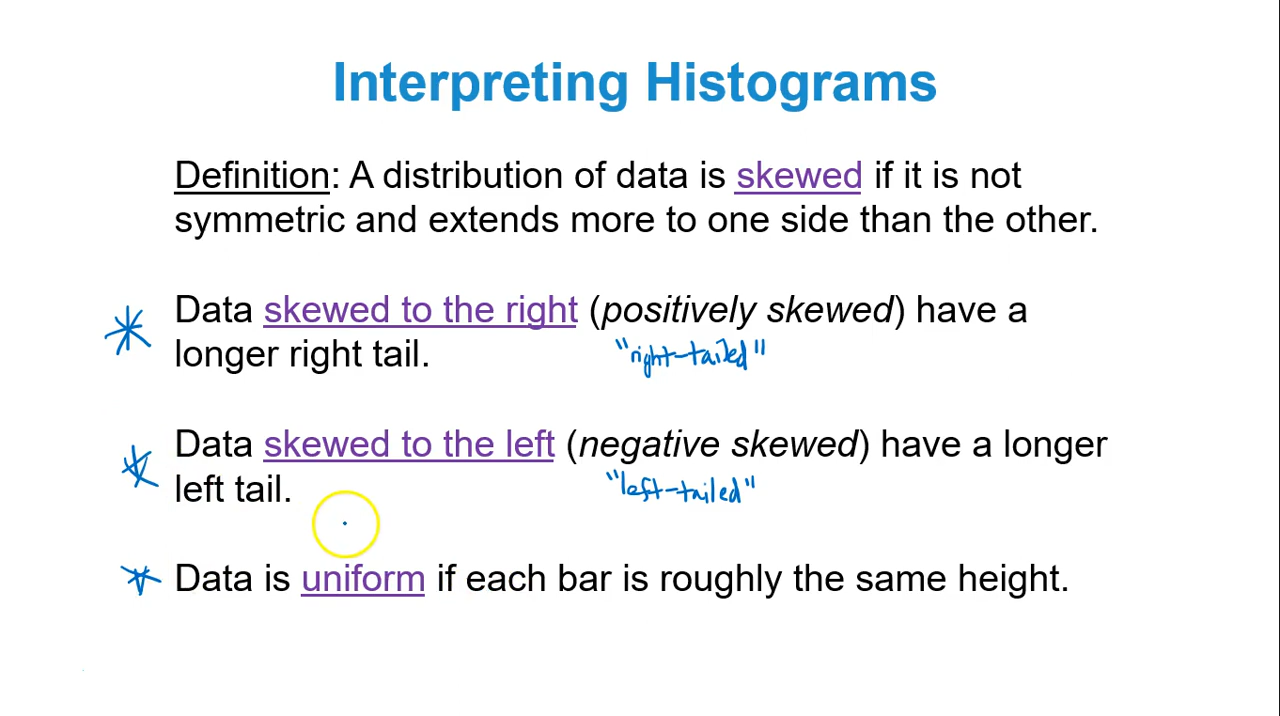 Interpreting Histograms
Definition: A distribution of data is skewed if it is not
symmetric and extends more to one side than the other.
Data skewed to the right (positively skewed) have a
longer right tail. "right-tailed"
Data skewed to the left (negative skewed) have a longer
left tail. "left-tailed"
Data is uniform if each bar is roughly the same height.